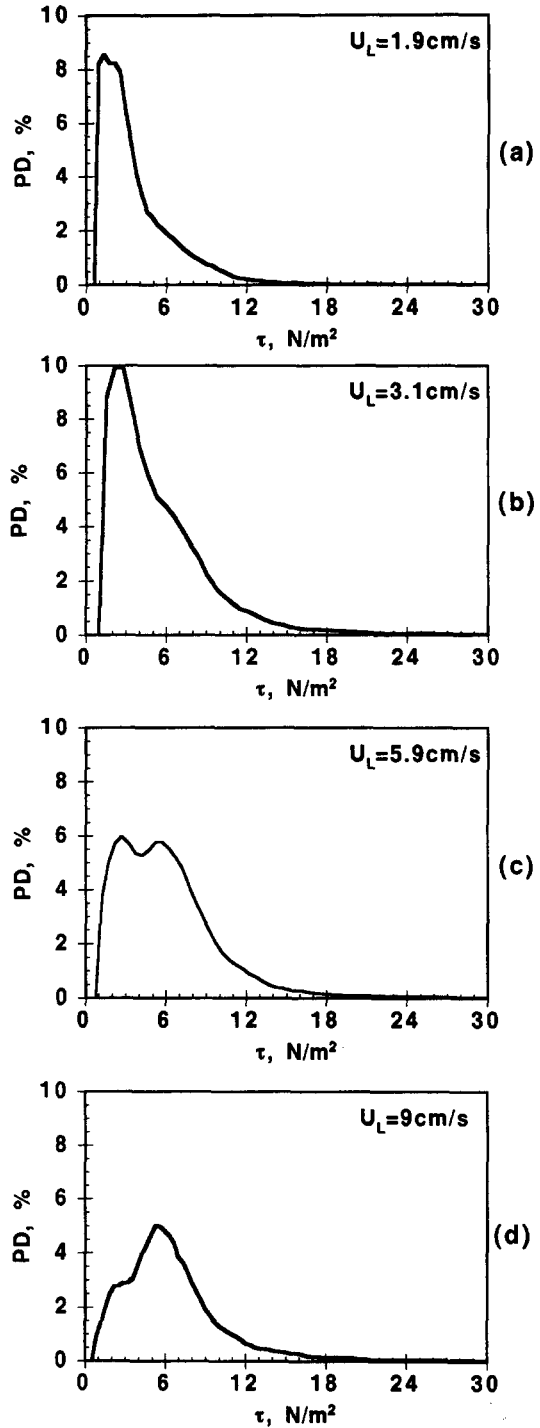 10
U_L=1.9cm/s
8
6
PD, %
(a)
4
2
0
0 6 12 18 24 30
τ, N/m²
10
U_L=3.1cm/s
8
6
PD, %
(b)
4
2
0
0 6 12 18 24 30
τ, N/m²
10
U_L=5.9cm/s
8
6
PD, %
(c)
4
2
0
0 6 12 18 24 30
τ, N/m²
10
U_L=9cm/s
8
6
PD, %
(d)
4
2
0
0 6 12 18 24 30
τ, N/m²